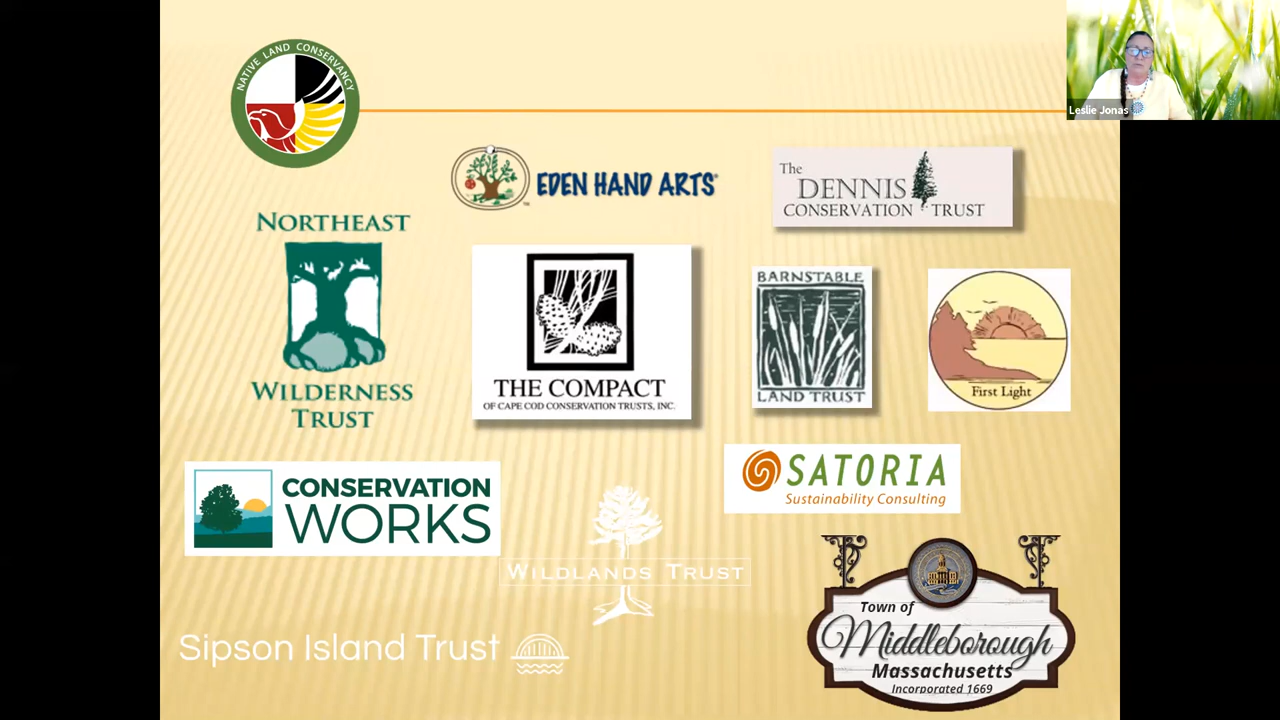 NATIVE LAND CONSERVANCY
Leslie Jonas
EDEN HAND ARTS
The
DENNIS
CONSERVATION TRUST
NORTHEAST
WILDERNESS
TRUST
THE COMPACT
OF CAPE COD CONSERVATION TRUSTS, INC.
BARNSTABLE
LAND TRUST
First Light
CONSERVATION
WORKS
SATORIA
Sustainability Consulting
WILDLANDS TRUST
Sipson Island Trust
Town of
Middleborough
Massachusetts
Incorporated 1669